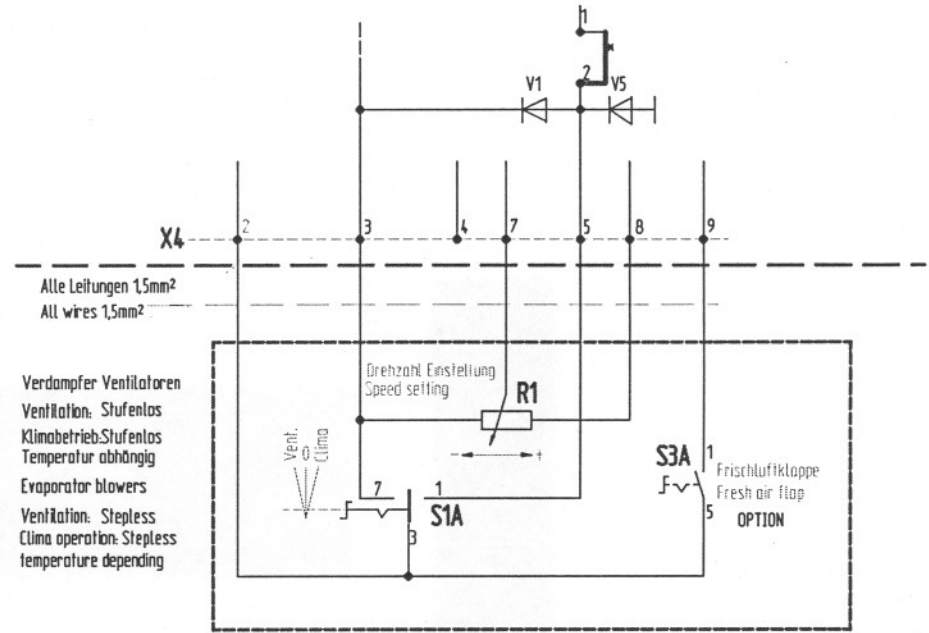 1
2
V1
V5
X4
2
3
4
7
5
8
9
Alle Leitungen 1,5mm²
All wires 1,5mm²
Verdampfer Ventilatoren
Ventilation: Stufenlos
Klimabetrieb:Stufenlos
Temperatur abhängig
Evaporator blowers
Ventilation: Stepless
Clima operation: Stepless
temperature depending
Drehzahl Einstellung
Speed setting
R1
- +
Vent.
0
Clima
7
1
S1A
3
S3A
1
Frischluftklappe
Fresh air flap
5
OPTION